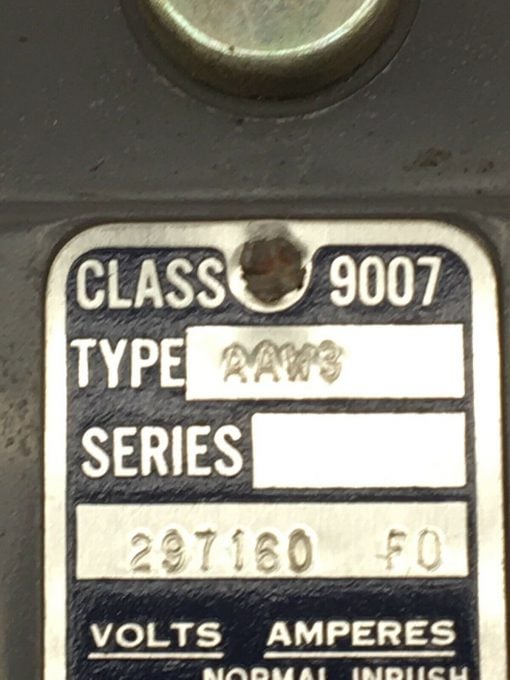 CLASS 9007
TYPE AAW3
SERIES
297160 FO
VOLTS AMPERES
NORMAL INRUSH